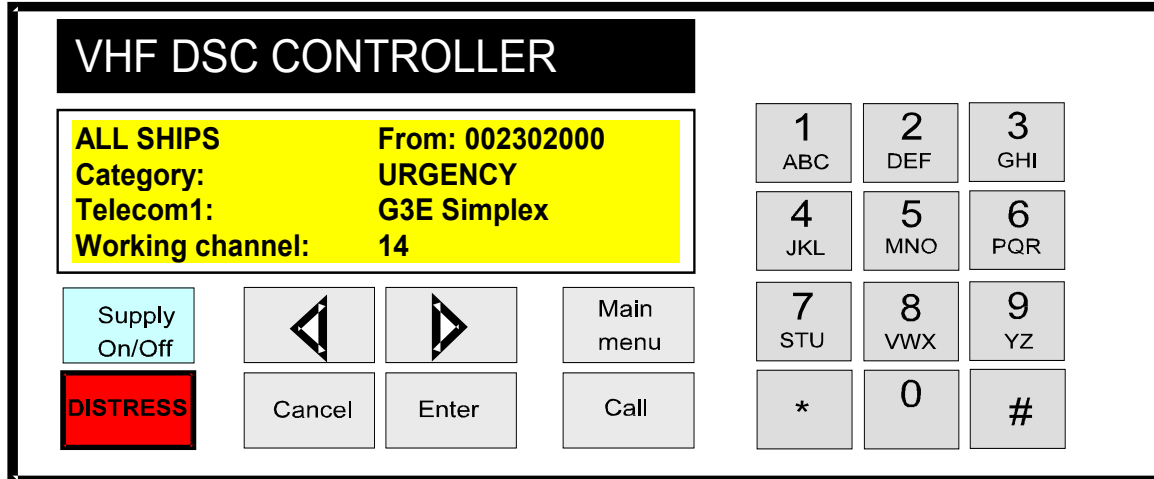 VHF DSC CONTROLLER
ALL SHIPS From: 002302000
Category: URGENCY
Telecom1: G3E Simplex
Working channel: 14
Supply
On/Off
Main
menu
DISTRESS
Cancel
Enter
Call
1
ABC
2
DEF
3
GHI
4
JKL
5
MNO
6
PQR
7
STU
8
VWX
9
YZ
*
0
#